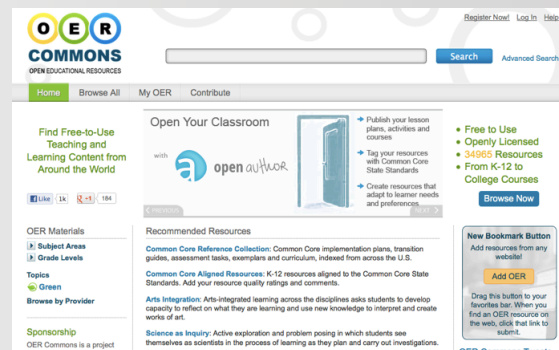 Register Now! Log In Help
OER
COMMONS
OPEN EDUCATIONAL RESOURCES
Search
Advanced Search
Home Browse All My OER Contribute
Find Free-to-Use
Teaching and
Learning Content from
Around the World
Like 1k +1 184
Open Your Classroom
with a open author
Publish your lesson
plans, activities and
courses
Tag your resources
with Common Core
State Standards
Create resources that
adapt to learner needs
and preferences
PREVIOUS
NEXT
Free to Use
Openly Licensed
34965 Resources
From K-12 to
College Courses
Browse Now
OER Materials
Subject Areas
Grade Levels
Topics
Green
Browse by Provider
Sponsorship
OER Commons is a project
Recommended Resources
Common Core Reference Collection: Common Core implementation plans, transition
guides, assessment tasks, exemplars and curriculum, indexed from across the U.S.
Common Core Aligned Resources: K-12 resources aligned to the Common Core State
Standards. Add your resource quality ratings and comments.
Arts Integration: Arts-integrated learning across the disciplines asks students to develop
capacity to reflect on what they are learning and use new knowledge to interpret and create
works of art.
Science as Inquiry: Active exploration and problem posing in which students see
themselves as scientists in the process of learning as they plan and carry out investigations.
New Bookmark Button
Add resources from any
website!
Add OER
Drag this button to your
favorites bar. When you
find an OER resource on
the web, click that link to
submit.